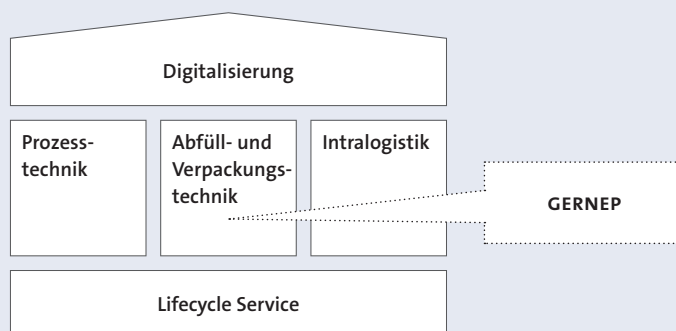 Digitalisierung
Prozess-
technik
Abfüll- und
Verpackungs-
technik
Intralogistik
GERNEP
Lifecycle Service